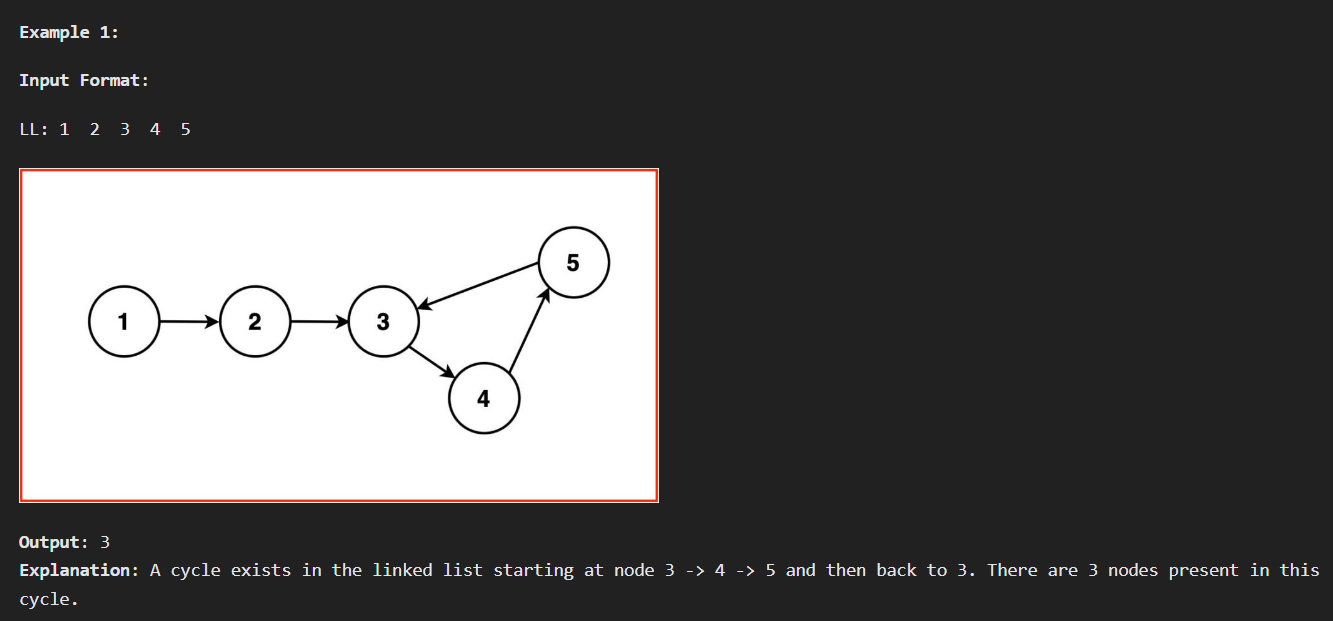 Example 1:
Input Format:
LL: 1 2 3 4 5
5
1 2 3
4
Output: 3
Explanation: A cycle exists in the linked list starting at node 3 -> 4 -> 5 and then back to 3. There are 3 nodes present in this
cycle.